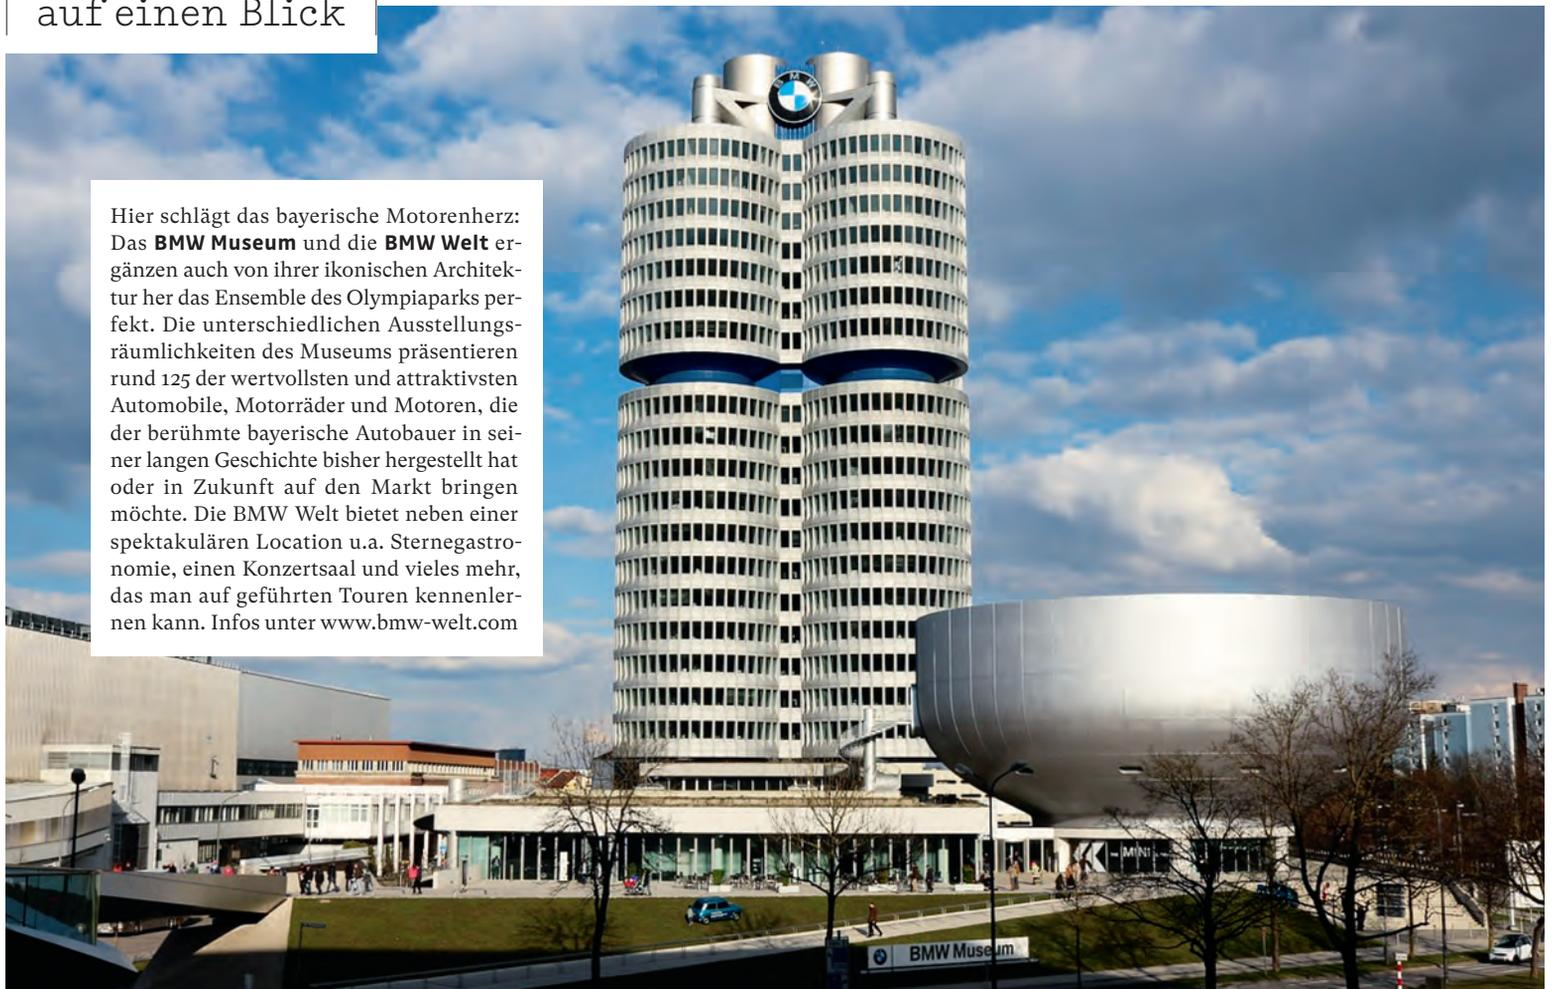 auf einen Blick
BMW
Hier schlägt das bayerische Motorenherz:
Das BMW Museum und die BMW Welt er-
gänzen auch von ihrer ikonischen Architek-
tur her das Ensemble des Olympiaparks per-
fekt. Die unterschiedlichen Ausstellungs-
räumlichkeiten des Museums präsentieren
rund 125 der wertvollsten und attraktivsten
Automobile, Motorräder und Motoren, die
der berühmte bayerische Autobauer in sei-
ner langen Geschichte bisher hergestellt hat
oder in Zukunft auf den Markt bringen
möchte. Die BMW Welt bietet neben einer
spektakulären Location u.a. Sternegastro-
nomie, einen Konzertsaal und vieles mehr,
das man auf geführten Touren kennenler-
nen kann. Infos unter www.bmw-welt.com
MINI
BMW Museum